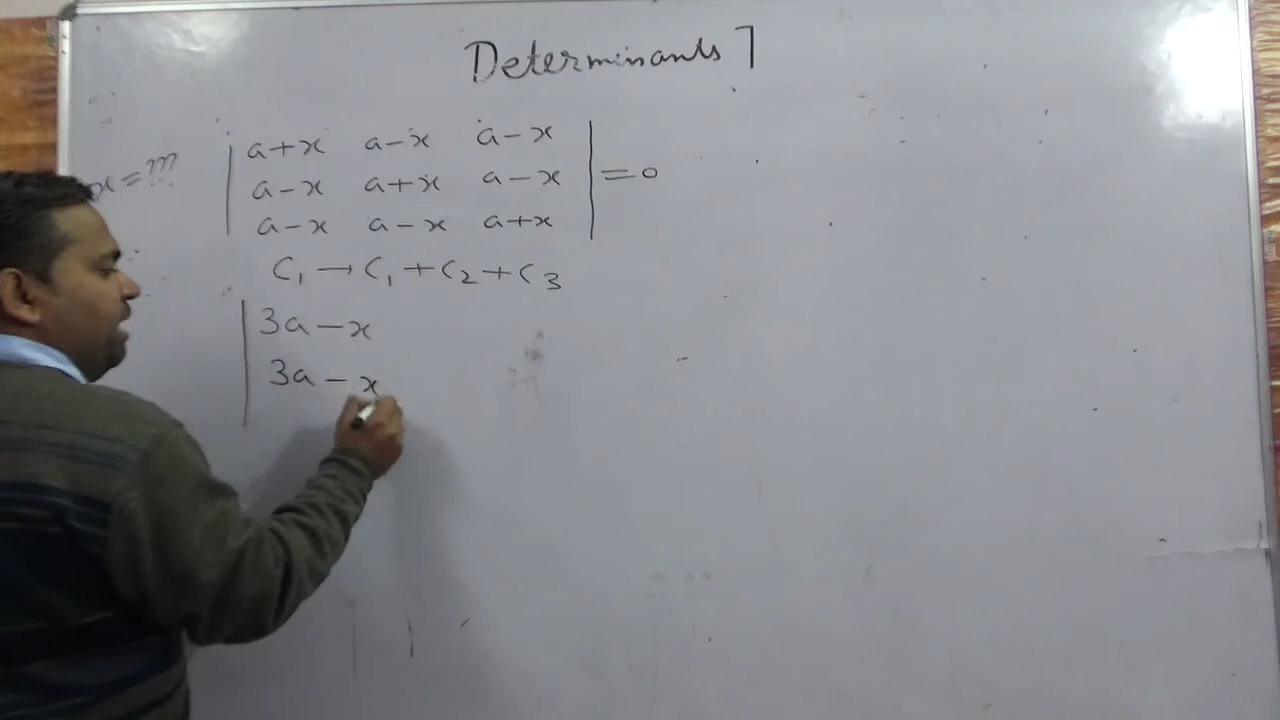 Determinants 7
x = ??? | a+x a-x a-x |
| a-x a+x a-x | = 0
| a-x a-x a+x |
C₁ → C₁ + C₂ + C₃
| 3a - x
| 3a - x